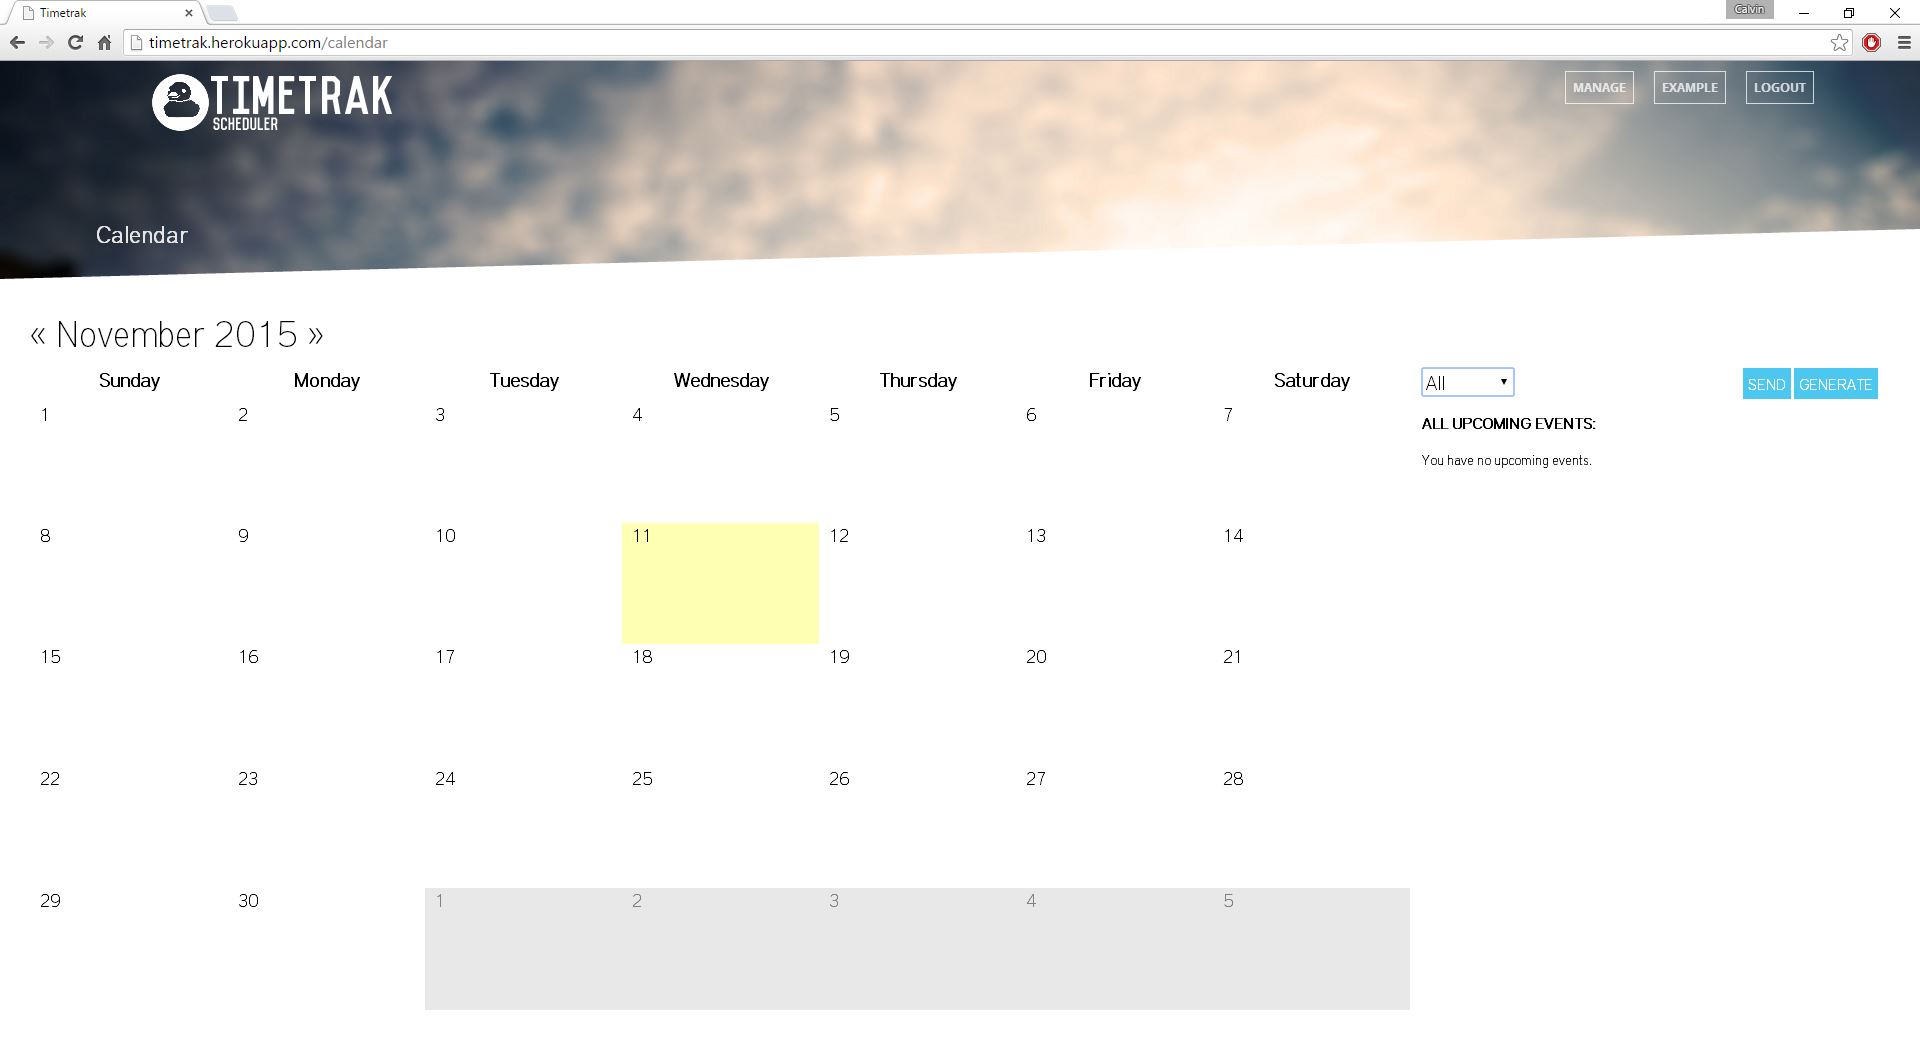 Timetrak
Calvin
timetrak.herokuapp.com/calendar
TIMETRAK
SCHEDULER
MANAGE EXAMPLE LOGOUT
Calendar
« November 2015 »
Sunday Monday Tuesday Wednesday Thursday Friday Saturday
1 2 3 4 5 6 7
8 9 10 11 12 13 14
15 16 17 18 19 20 21
22 23 24 25 26 27 28
29 30 1 2 3 4 5
All
SEND GENERATE
ALL UPCOMING EVENTS:
You have no upcoming events.